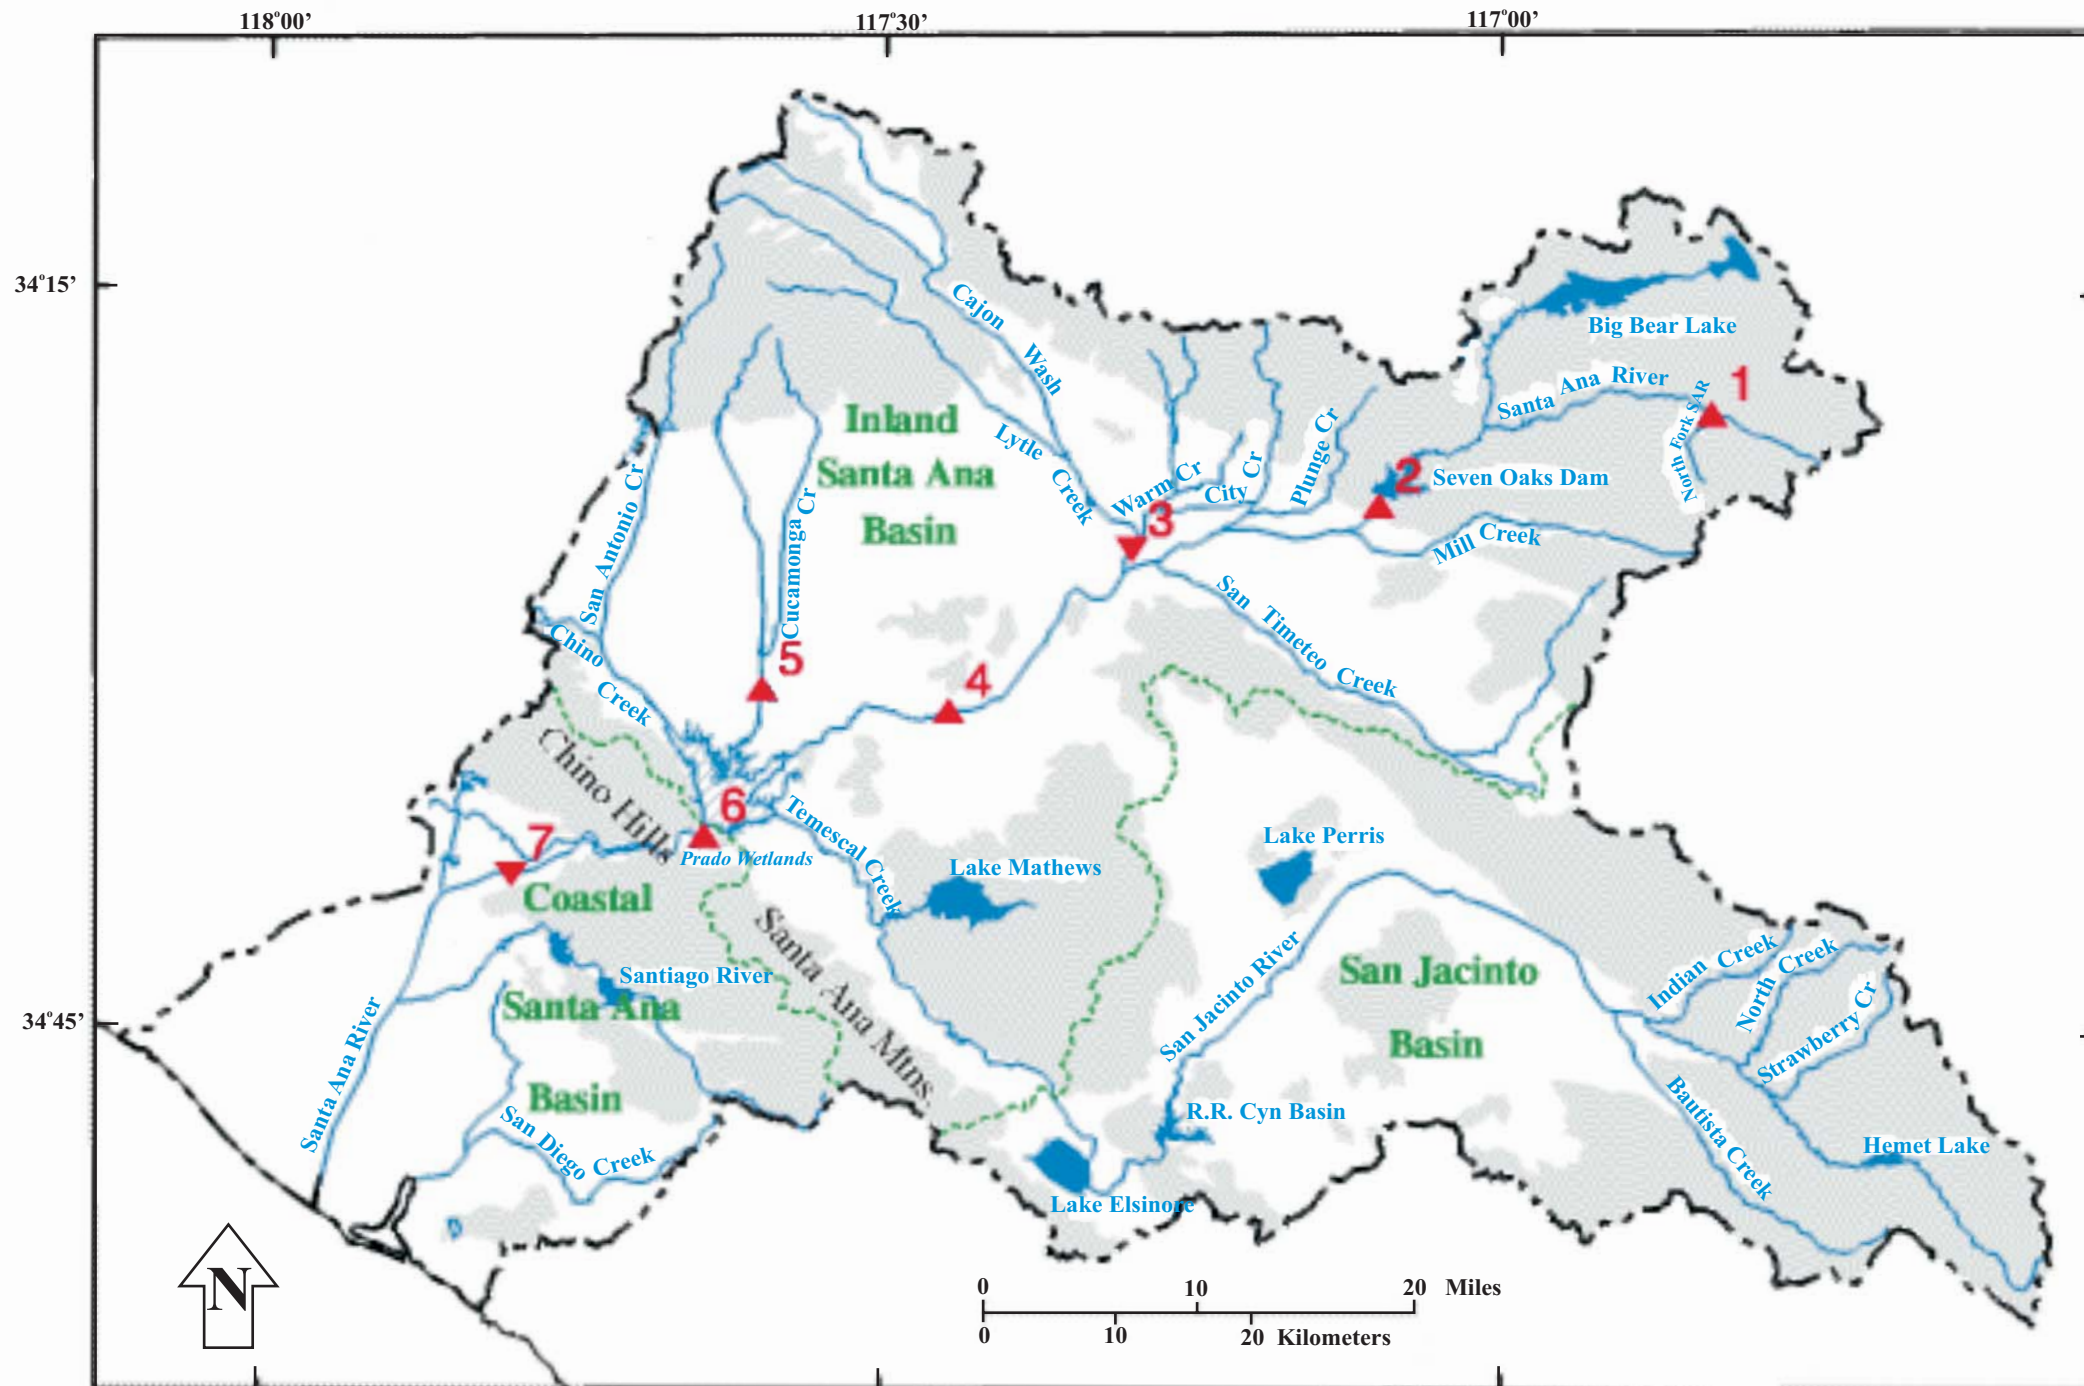 118°00’
117°30’
117°00’
34°15’
34°45’
Cajon Wash
Big Bear Lake
Santa Ana River
North Fork SAR
1
Inland
Santa Ana
Basin
Lytle Creek
Warm Cr
City Cr
Plunge Cr
2
Seven Oaks Dam
3
Mill Creek
San Antonio Cr
Cucamonga Cr
San Timeteo Creek
Chino Creek
5
4
Chino Hills
6
7
Prado Wetlands
Temescal Creek
Lake Mathews
Lake Perris
Coastal
Santa Ana
Basin
Santiago River
Santa Ana Mtns.
San Jacinto River
San Jacinto
Basin
Indian Creek
North Creek
Strawberry Cr
Santa Ana River
San Diego Creek
R.R. Cyn Basin
Bautista Creek
Hemet Lake
Lake Elsinore
N
0 10 20 Miles
0 10 20 Kilometers